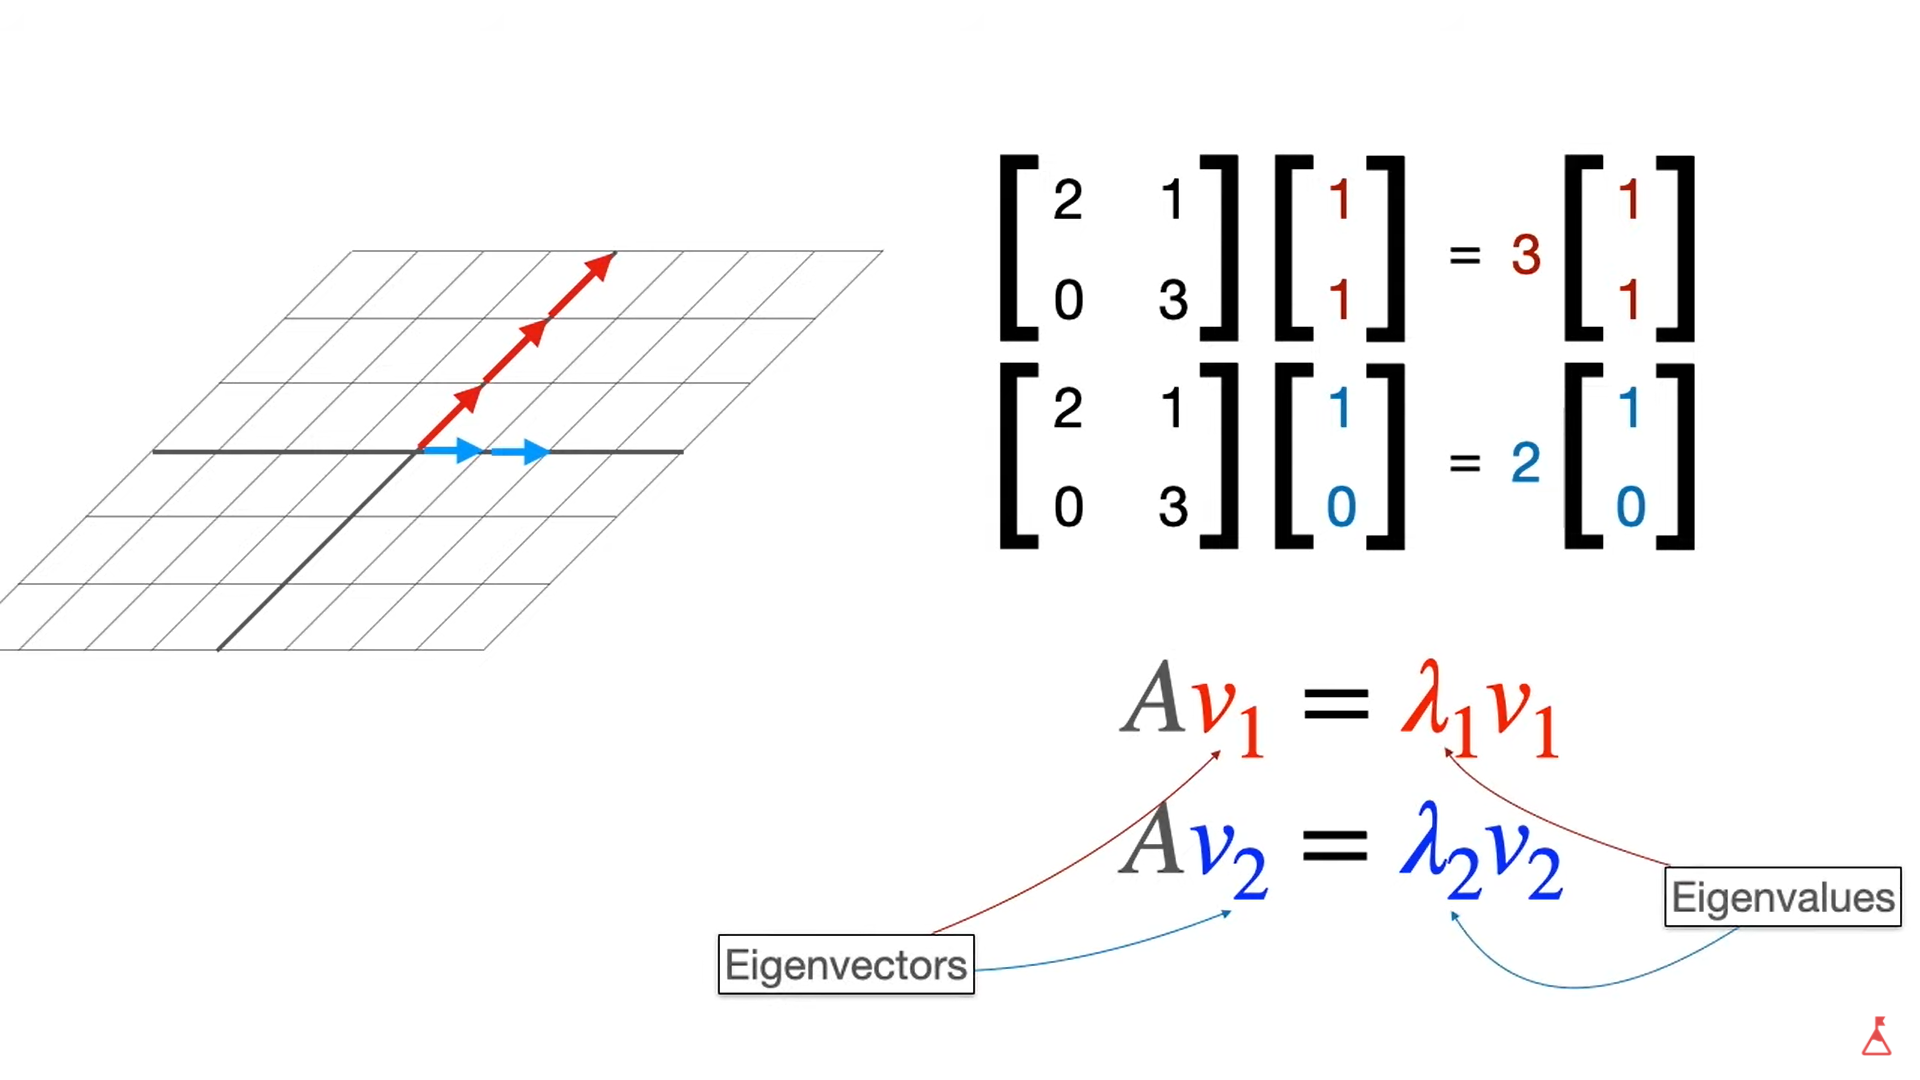 [2 1
0 3] [1
1] = 3 [1
1]
[2 1
0 3] [1
0] = 2 [1
0]
Av₁ = λ₁v₁
Av₂ = λ₂v₂
Eigenvalues
Eigenvectors